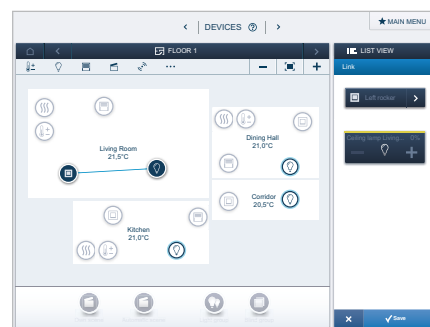 DEVICES
MAIN MENU
FLOOR 1
LIST VIEW
Link
Left rocker
Ceiling lamp Living... 0%
Living Room
21,5°C
Dining Hall
21,0°C
Corridor
20,5°C
Kitchen
21,0°C
Save